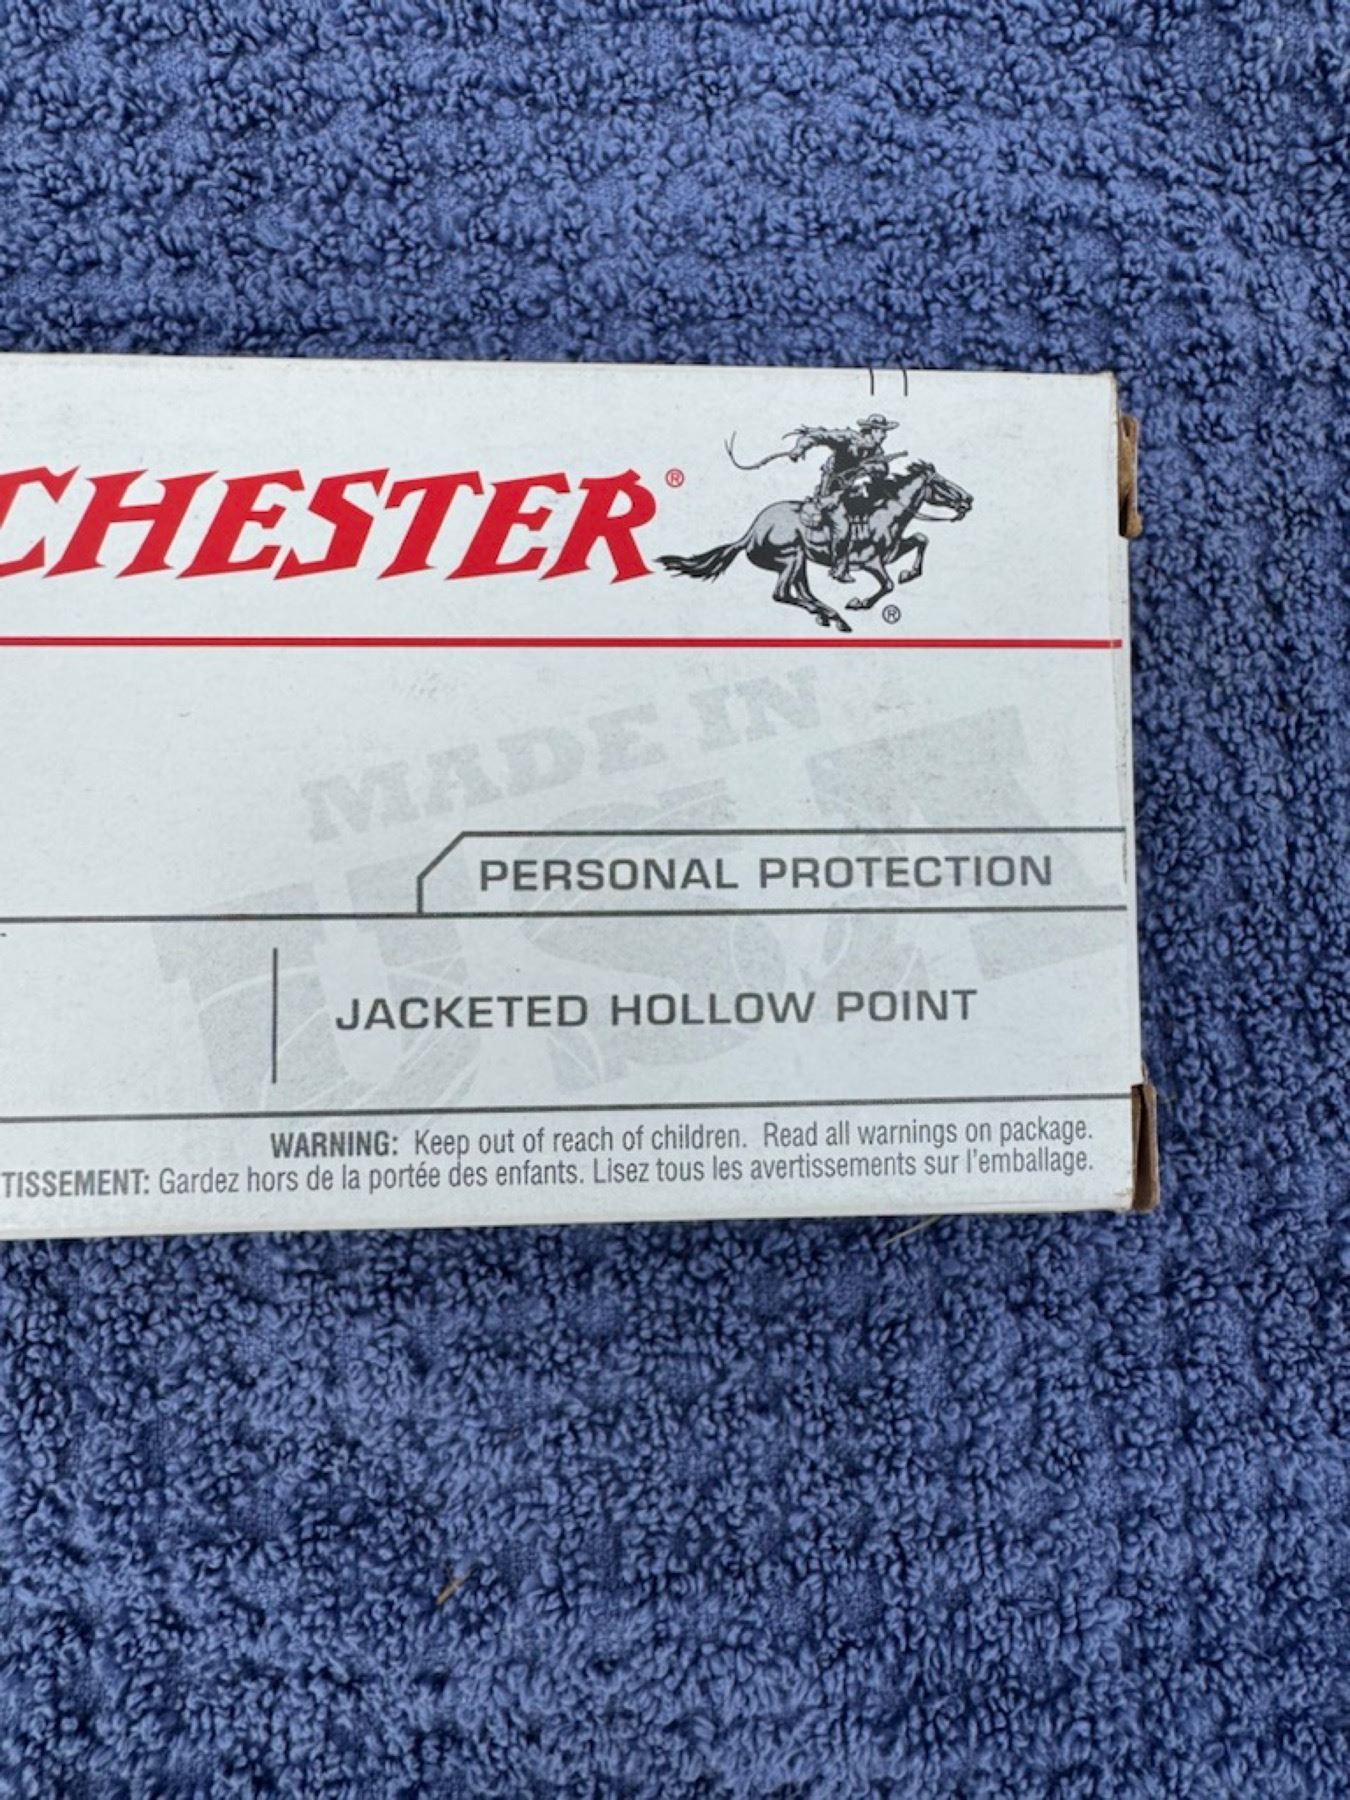 CHESTER®
®
MADE IN
USA
PERSONAL PROTECTION
JACKETED HOLLOW POINT
WARNING: Keep out of reach of children. Read all warnings on package.
TISSEMENT: Gardez hors de la portée des enfants. Lisez tous les avertissements sur l'emballage.